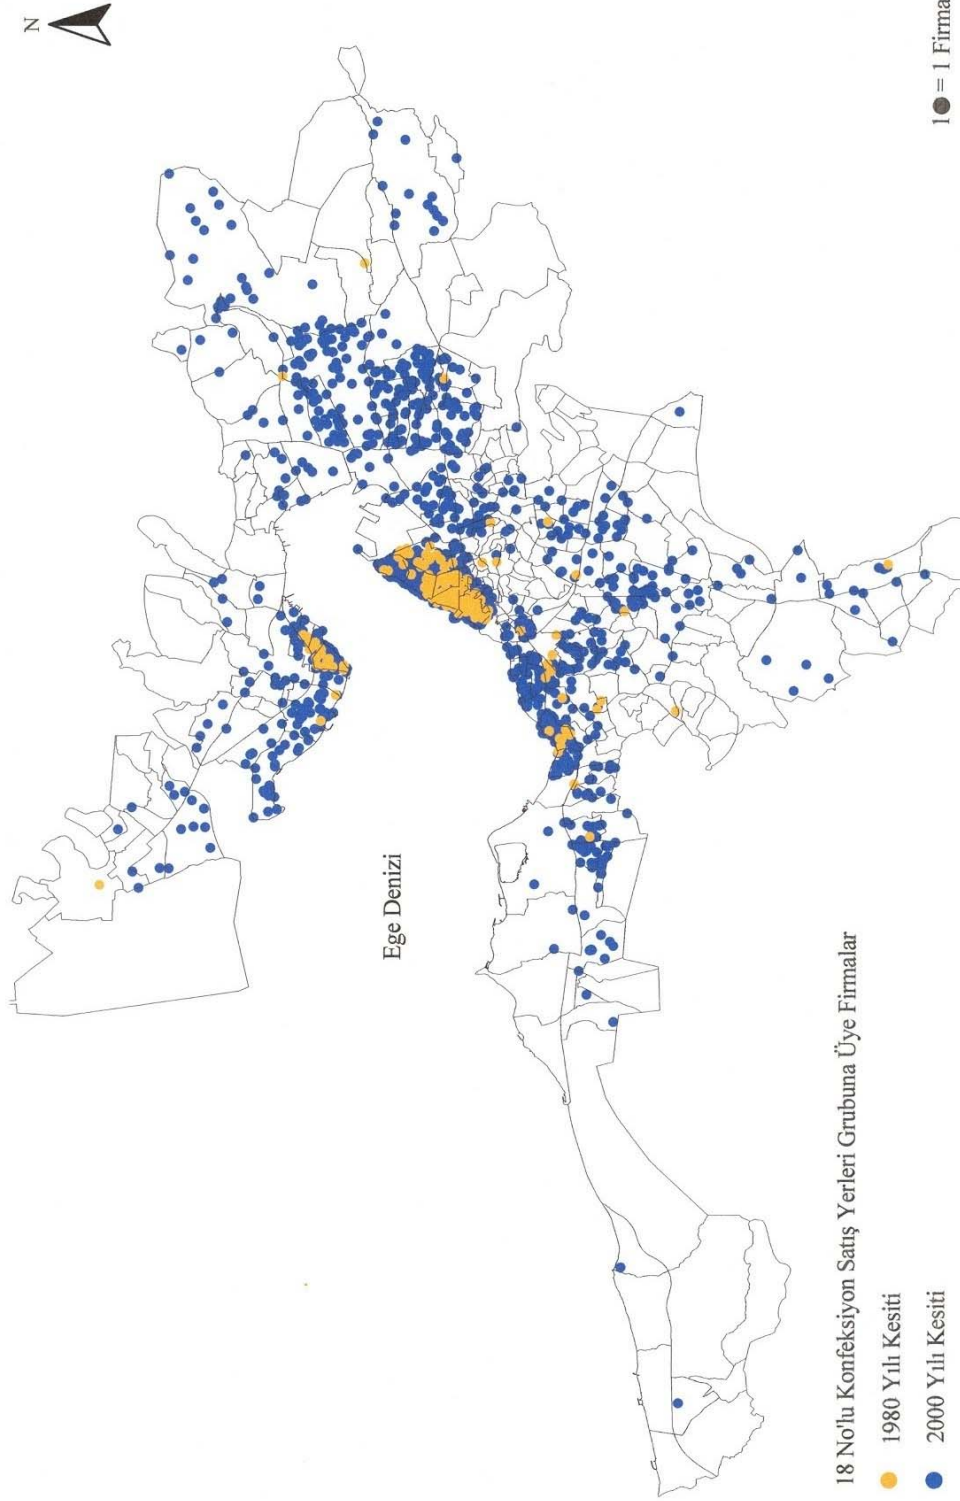 N
Ege Denizi
18 No'lu Konfeksiyon Satış Yerleri Grubuna Üye Firmalar
1980 Yılı Kesiti
2000 Yılı Kesiti
1 = 1 Firma